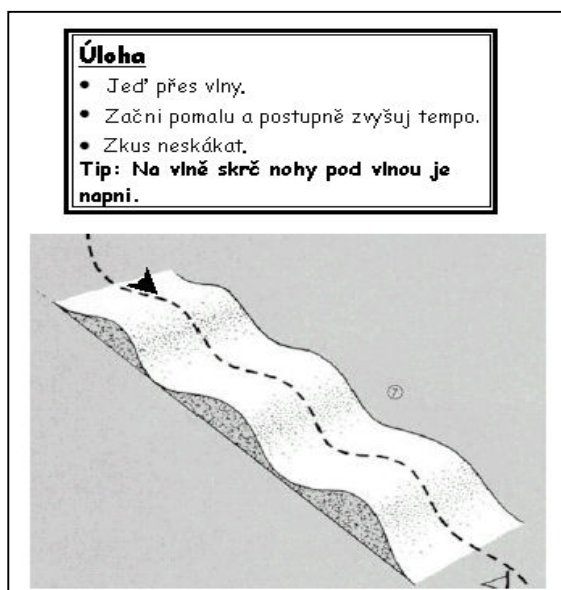 Úloha
• Jeď přes vlny.
• Začni pomalu a postupně zvyšuj tempo.
• Zkus neskákat.
Tip: Na vlně skrč nohy pod vlnou je
napni.
7